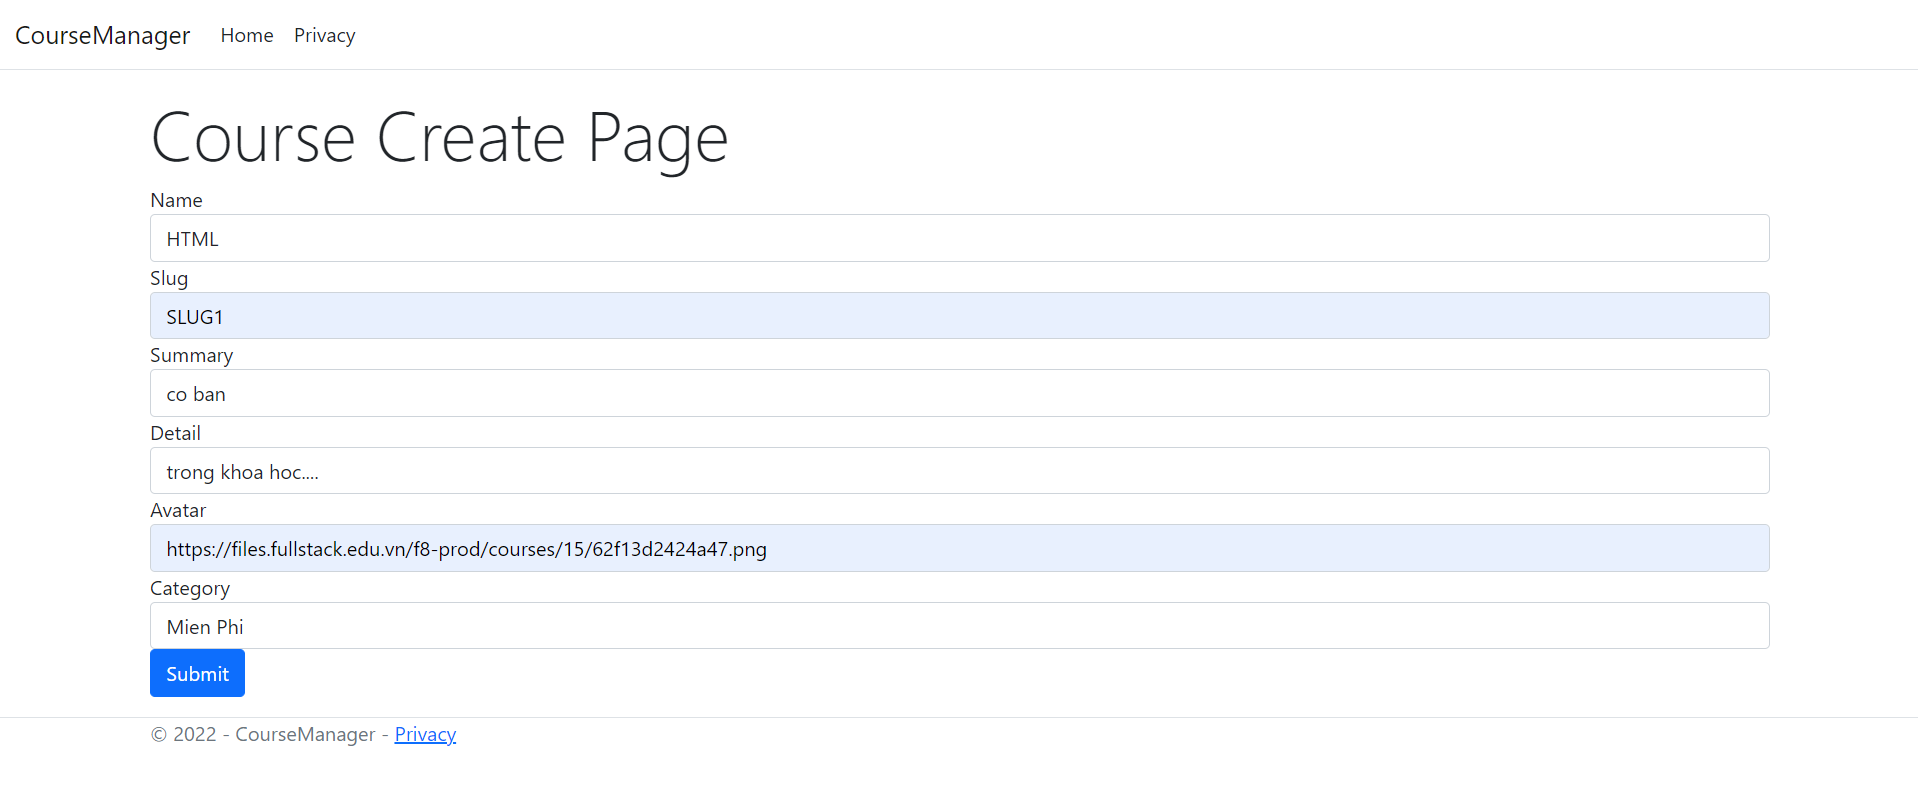 CourseManager Home Privacy
Course Create Page
Name
HTML
Slug
SLUG1
Summary
co ban
Detail
trong khoa hoc....
Avatar
https://files.fullstack.edu.vn/f8-prod/courses/15/62f13d2424a47.png
Category
Mien Phi
Submit
© 2022 - CourseManager - Privacy